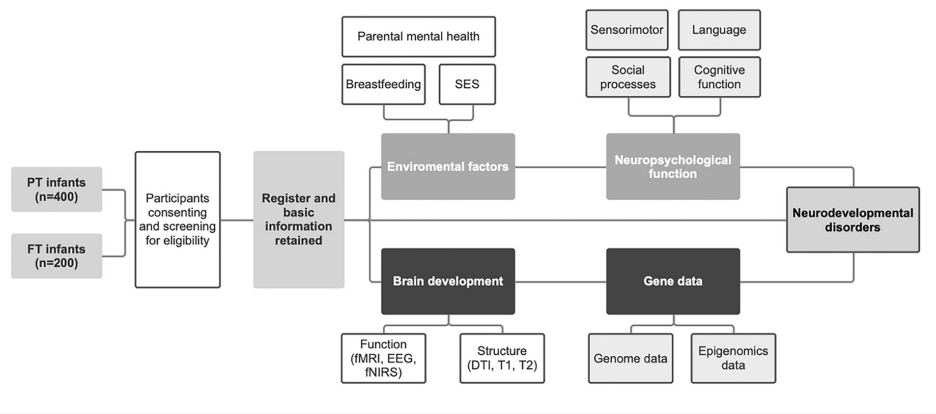 PT infants
(n=400)
FT infants
(n=200)
Participants
consenting
and screening
for eligibility
Register and
basic
information
retained
Parental mental health
Breastfeeding
SES
Enviromental factors
Sensorimotor
Language
Social
processes
Cognitive
function
Neuropsychological
function
Neurodevelopmental
disorders
Brain development
Function
(fMRI, EEG,
fNIRS)
Structure
(DTI, T1, T2)
Gene data
Genome data
Epigenomics
data